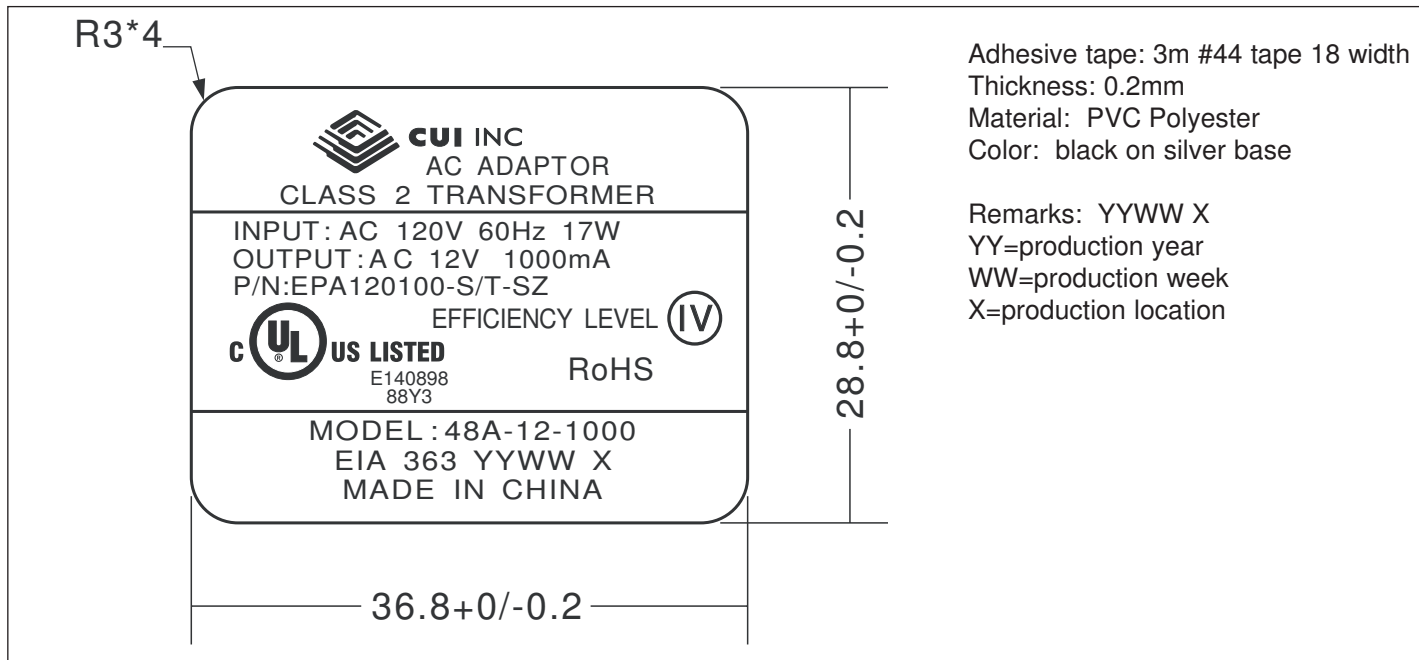 R3*4
CUI INC
AC ADAPTOR
CLASS 2 TRANSFORMER
INPUT: AC 120V 60Hz 17W
OUTPUT: AC 12V 1000mA
P/N:EPA120100-S/T-SZ
EFFICIENCY LEVEL IV
C UL ® US LISTED
E140898
88Y3
RoHS
MODEL: 48A-12-1000
EIA 363 YYWW X
MADE IN CHINA
36.8+0/-0.2
28.8+0/-0.2
Adhesive tape: 3m #44 tape 18 width
Thickness: 0.2mm
Material: PVC Polyester
Color: black on silver base
Remarks: YYWW X
YY=production year
WW=production week
X=production location